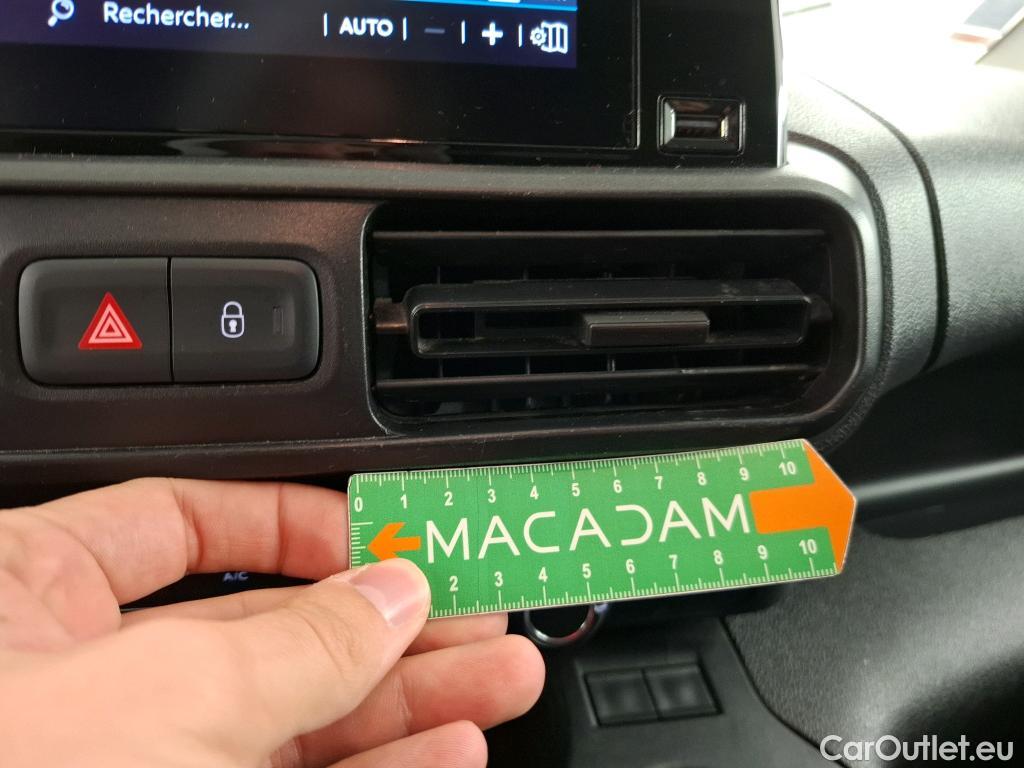 Rechercher... | AUTO | − | + |
0 1 2 3 4 5 6 7 8 9 10
MACADAM
2 3 4 5 6 7 8 9 10
A/C
CarOutlet.eu